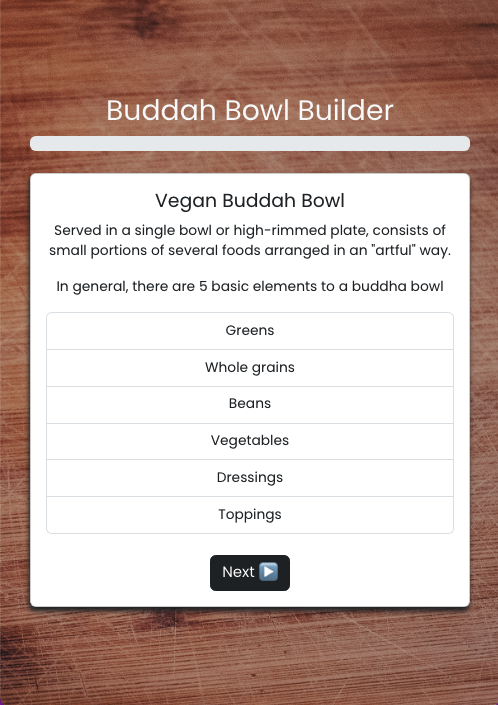 Buddah Bowl Builder
Vegan Buddah Bowl
Served in a single bowl or high-rimmed plate, consists of
small portions of several foods arranged in an "artful" way.
In general, there are 5 basic elements to a buddha bowl
Greens
Whole grains
Beans
Vegetables
Dressings
Toppings
Next ▶️